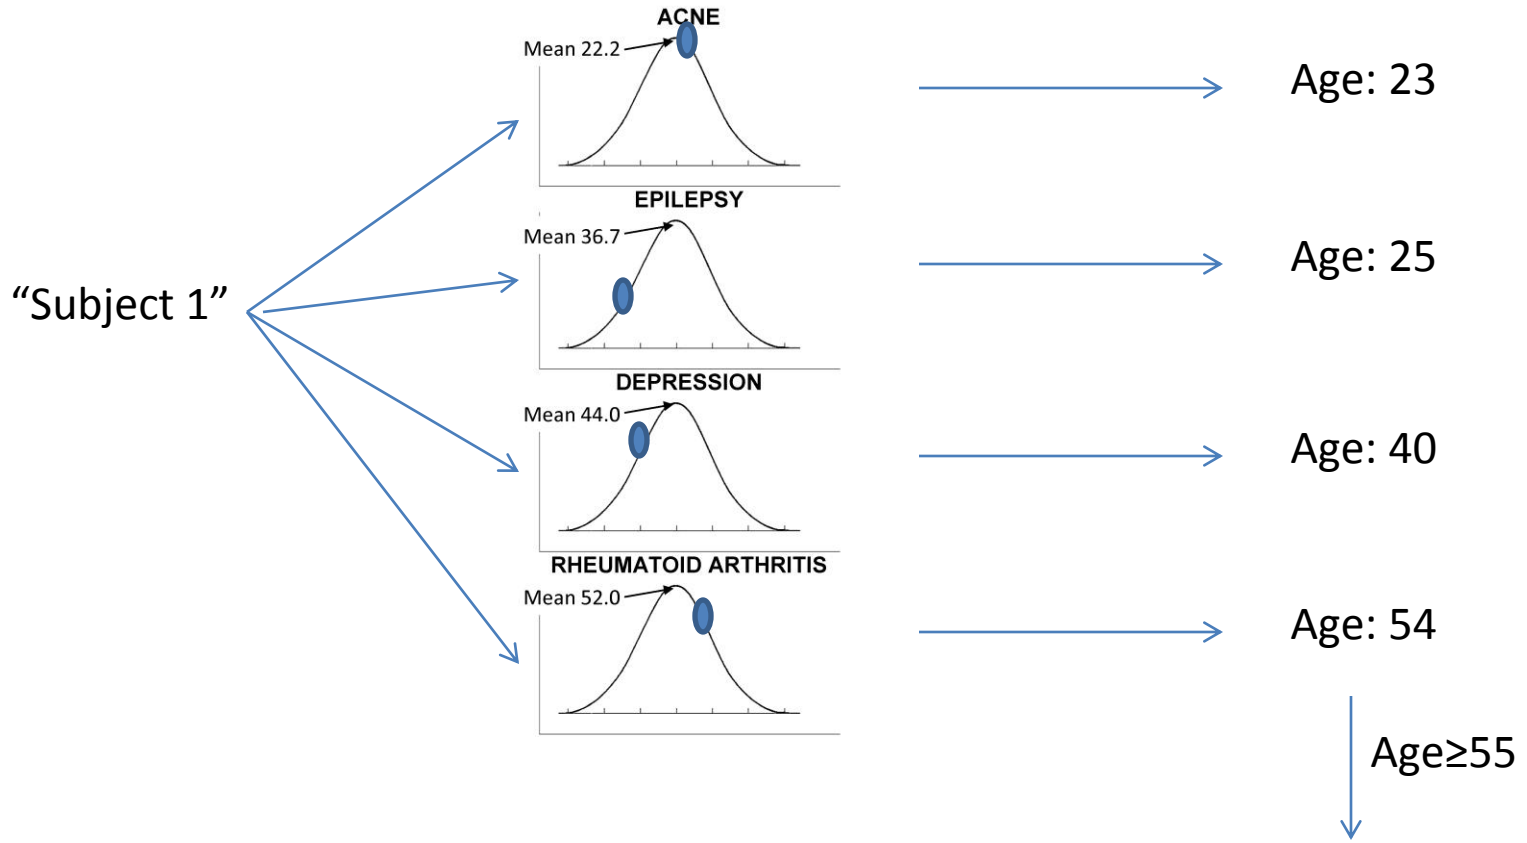 ACNE
Mean 22.2
Age: 23
EPILEPSY
Mean 36.7
Age: 25
“Subject 1”
DEPRESSION
Mean 44.0
Age: 40
RHEUMATOID ARTHRITIS
Mean 52.0
Age: 54
Age≥55